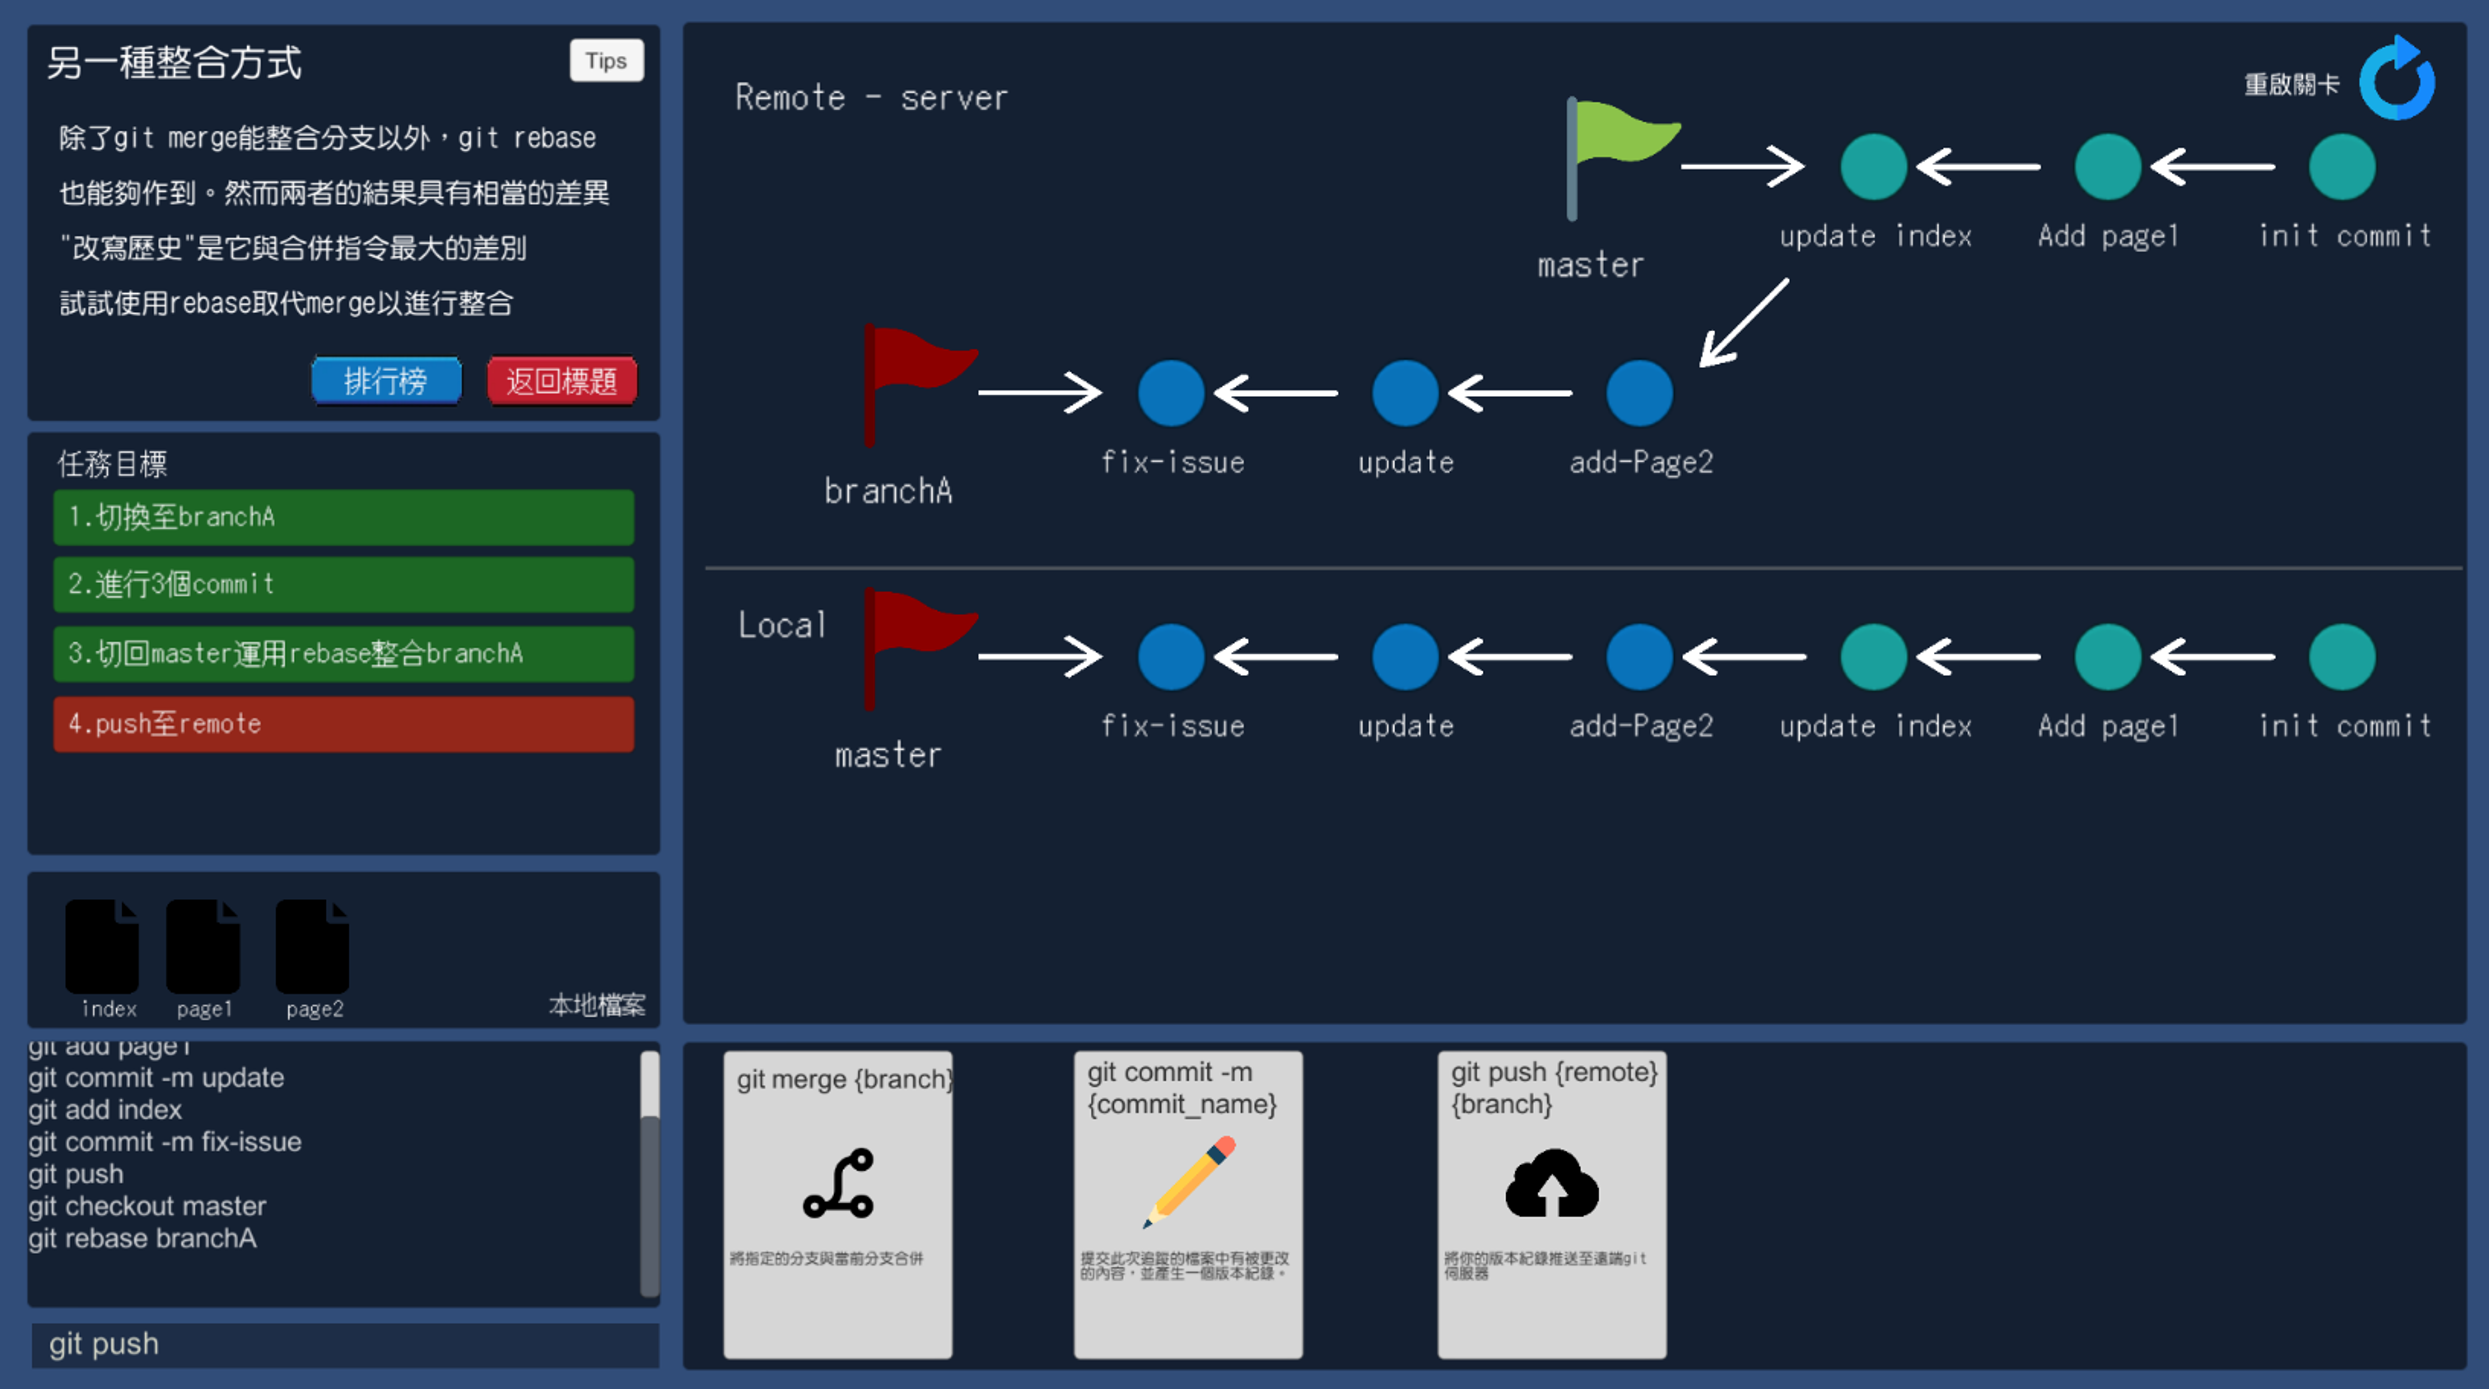 另一種整合方式
Tips
除了git merge能整合分支以外，git rebase
也能夠作到。然而兩者的結果具有相當的差異
"改寫歷史"是它與合併指令最大的差別
試試使用rebase取代merge以進行整合
排行榜
返回標題
任務目標
1.切換至branchA
2.進行3個commit
3.切回master運用rebase整合branchA
4.push至remote
index
page1
page2
本地檔案
git add page1
git commit -m update
git add index
git commit -m fix-issue
git push
git checkout master
git rebase branchA
git push
Remote - server
重啟關卡
master
update index
Add page1
init commit
branchA
fix-issue
update
add-Page2
Local
master
fix-issue
update
add-Page2
update index
Add page1
init commit
git merge {branch}
將指定的分支與當前分支合併
git commit -m
{commit_name}
提交此次追蹤的檔案中有被更改
的內容，並產生一個版本紀錄。
git push {remote}
{branch}
將你的版本紀錄推送至遠端git
伺服器